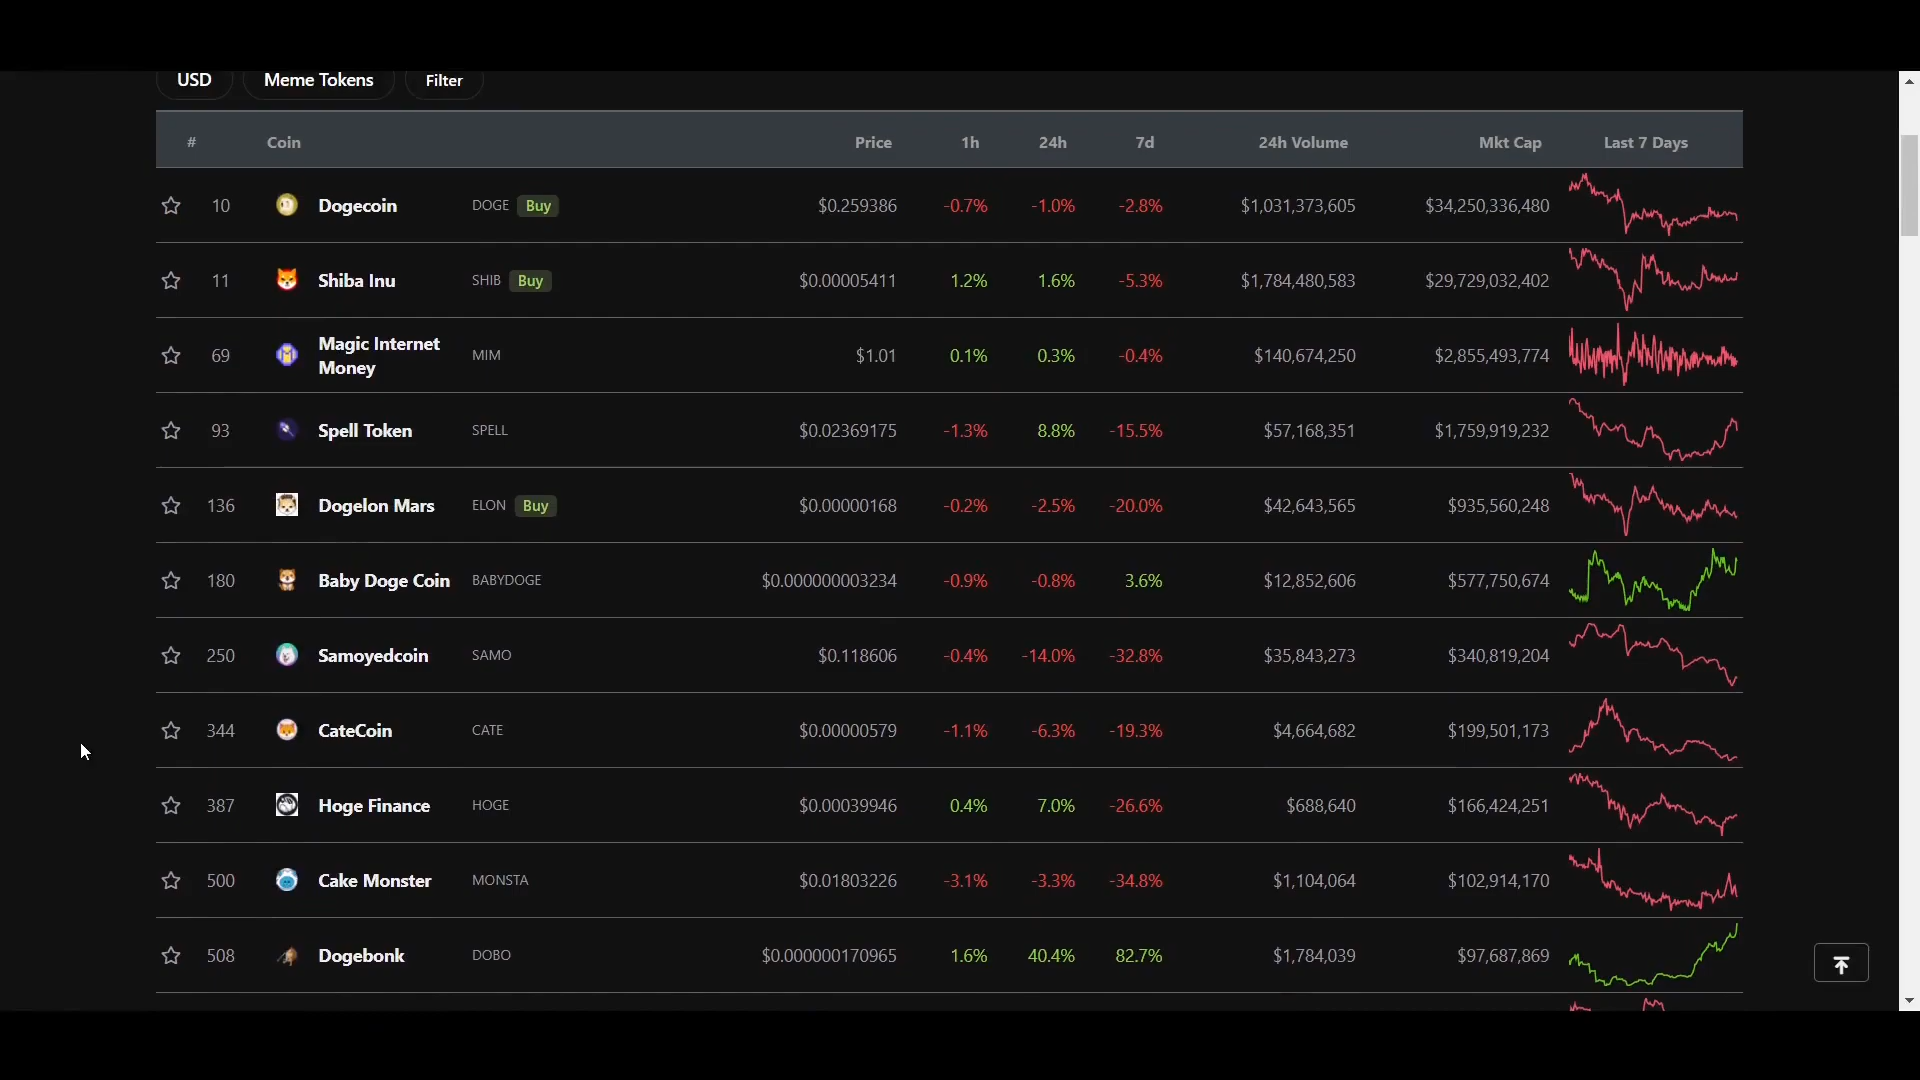 USD Meme Tokens Filter
# Coin Price 1h 24h 7d 24h Volume Mkt Cap Last 7 Days
10 Dogecoin DOGE Buy $0.259386 -0.7% -1.0% -2.8% $1,031,373,605 $34,250,336,480
11 Shiba Inu SHIB Buy $0.00005411 1.2% 1.6% -5.3% $1,784,480,583 $29,729,032,402
69 Magic Internet Money MIM $1.01 0.1% 0.3% -0.4% $140,674,250 $2,855,493,774
93 Spell Token SPELL $0.02369175 -1.3% 8.8% -15.5% $57,168,351 $1,759,919,232
136 Dogelon Mars ELON Buy $0.00000168 -0.2% -2.5% -20.0% $42,643,565 $935,560,248
180 Baby Doge Coin BABYDOGE $0.000000003234 -0.9% -0.8% 3.6% $12,852,606 $577,750,674
250 Samoyedcoin SAMO $0.118606 -0.4% -14.0% -32.8% $35,843,273 $340,819,204
344 CateCoin CATE $0.00000579 -1.1% -6.3% -19.3% $4,664,682 $199,501,173
387 Hoge Finance HOGE $0.00039946 0.4% 7.0% -26.6% $688,640 $166,424,251
500 Cake Monster MONSTA $0.01803226 -3.1% -3.3% -34.8% $1,104,064 $102,914,170
508 Dogebonk DOBO $0.000000170965 1.6% 40.4% 82.7% $1,784,039 $97,687,869